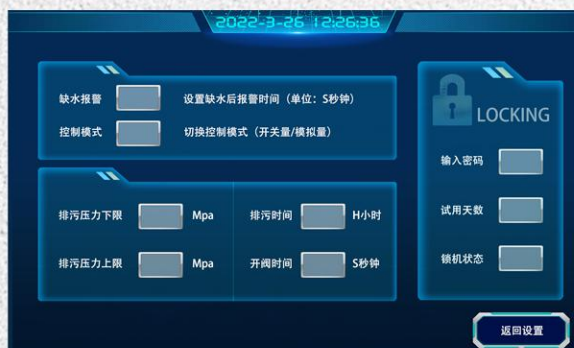 2022-3-26 12:26:36
缺水报警 设置缺水后报警时间（单位：S秒钟）
控制模式 切换控制模式（开关量/模拟量）
LOCKING
输入密码
试用天数
锁机状态
排污压力下限 Mpa 排污时间 H小时
排污压力上限 Mpa 开阀时间 S秒钟
返回设置